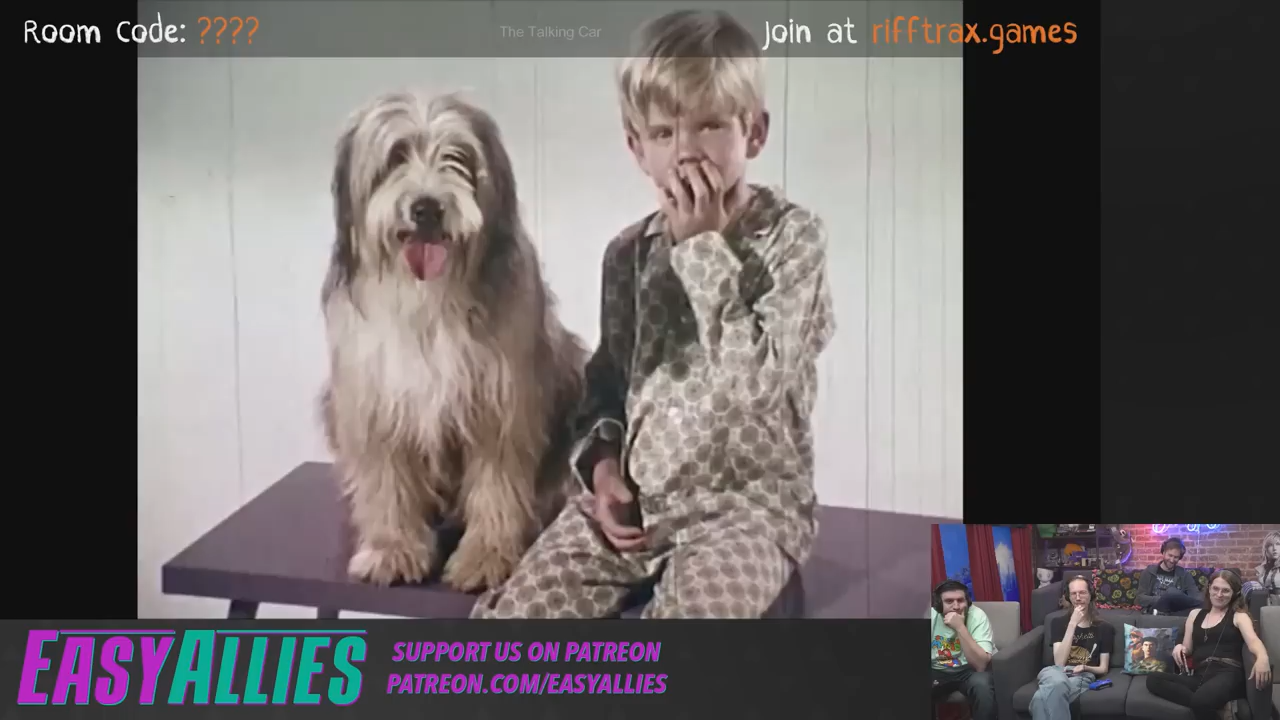 Room Code: ????
The Talking Car
Join at rifftrax.games
EASYALLIES
SUPPORT US ON PATREON
PATREON.COM/EASYALLIES